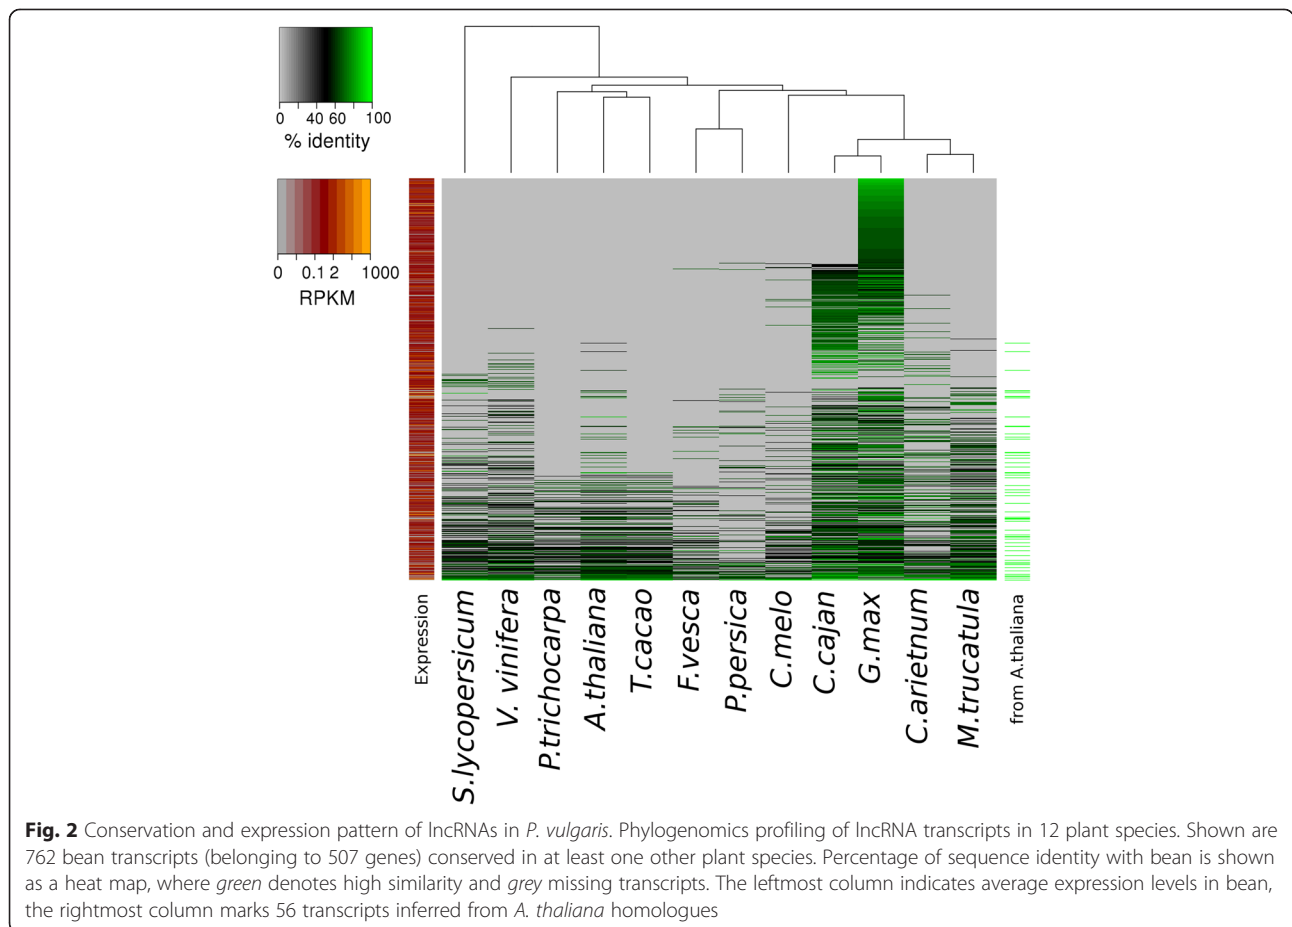 0 40 60 100
% identity
0 0.1 2 1000
RPKM
Expression
S.lycopersicum
V. vinifera
P.trichocarpa
A.thaliana
T.cacao
F.vesca
P.persica
C.melo
C.cajan
G.max
C.arietnum
M.trucatula
from A.thaliana
Fig. 2 Conservation and expression pattern of lncRNAs in P. vulgaris. Phylogenomics profiling of lncRNA transcripts in 12 plant species. Shown are
762 bean transcripts (belonging to 507 genes) conserved in at least one other plant species. Percentage of sequence identity with bean is shown
as a heat map, where green denotes high similarity and grey missing transcripts. The leftmost column indicates average expression levels in bean,
the rightmost column marks 56 transcripts inferred from A. thaliana homologues